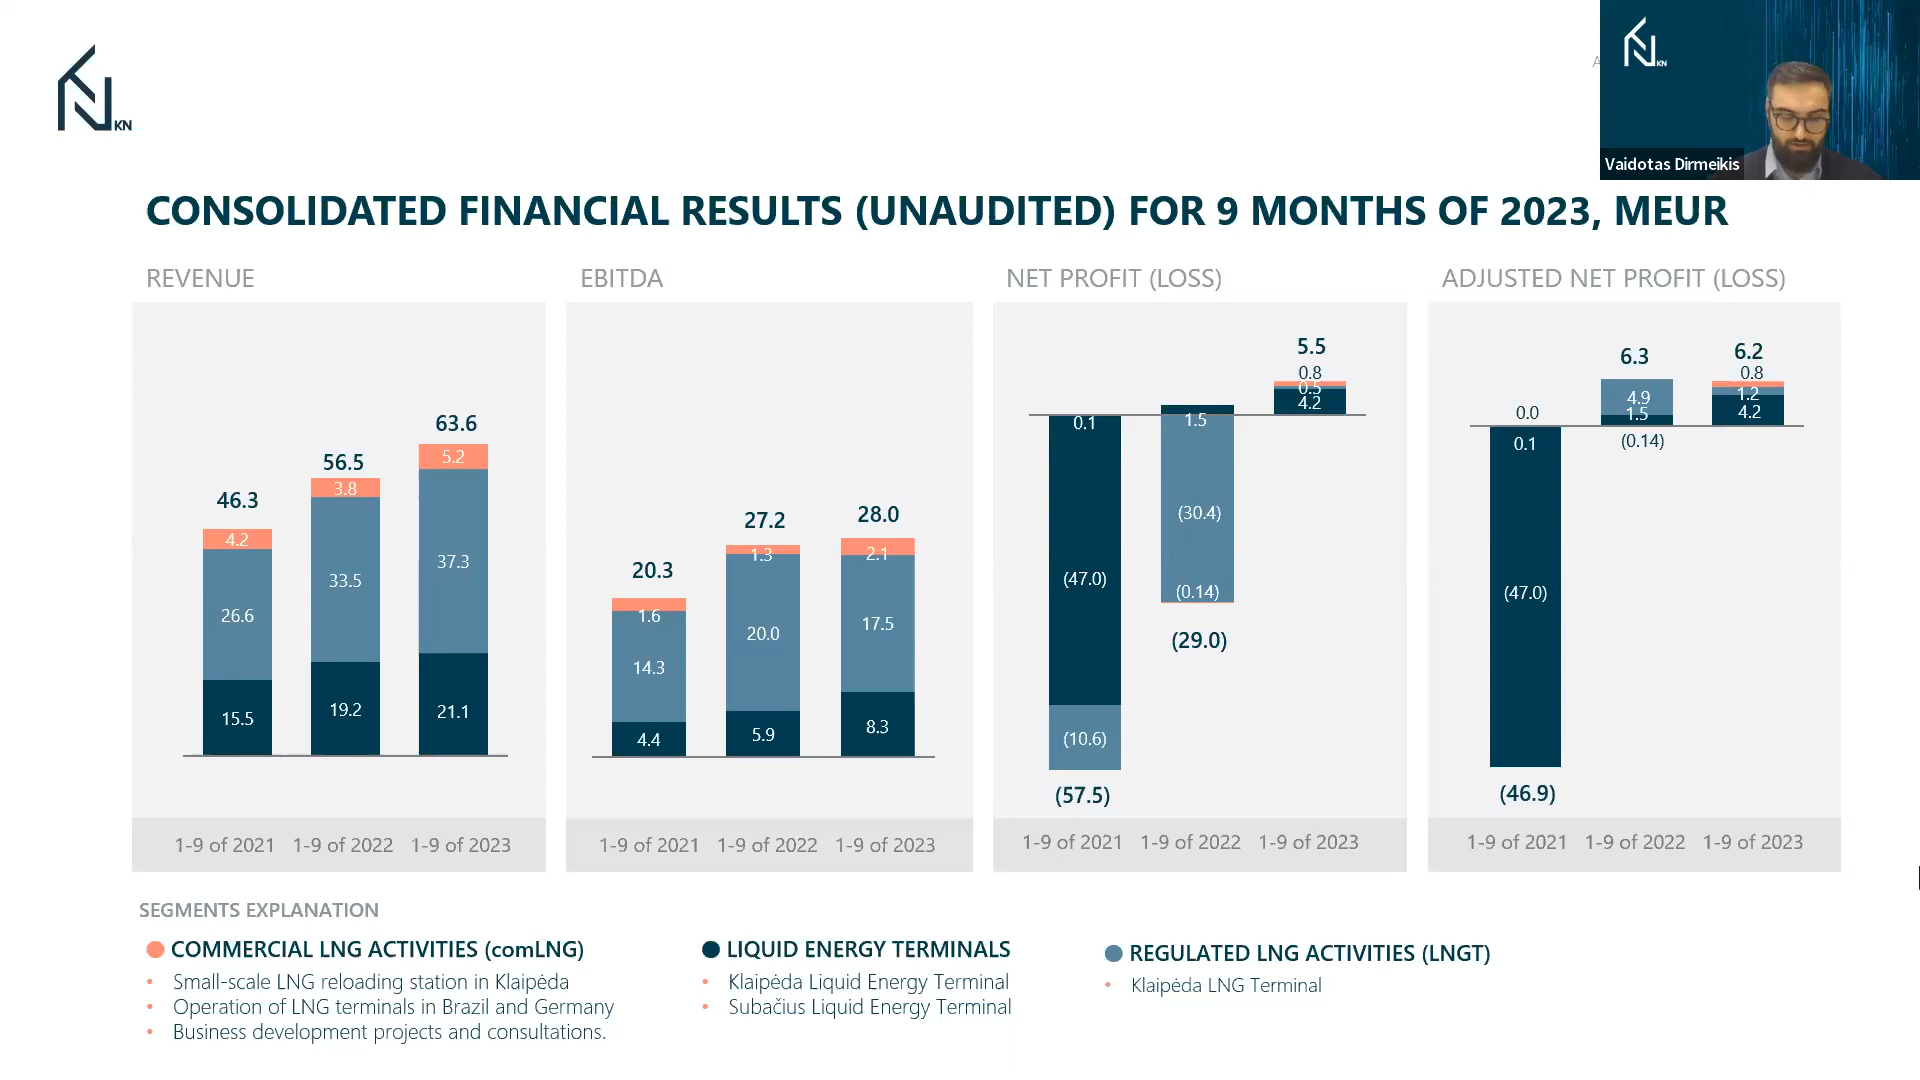 KN
A
KN
Vaidotas Dirmeikis
CONSOLIDATED FINANCIAL RESULTS (UNAUDITED) FOR 9 MONTHS OF 2023, MEUR
REVENUE
46.3
4.2
26.6
15.5
56.5
3.8
33.5
19.2
63.6
5.2
37.3
21.1
1-9 of 2021 1-9 of 2022 1-9 of 2023
EBITDA
20.3
1.6
14.3
4.4
27.2
1.3
20.0
5.9
28.0
2.1
17.5
8.3
1-9 of 2021 1-9 of 2022 1-9 of 2023
NET PROFIT (LOSS)
0.1
(47.0)
(10.6)
(57.5)
1.5
(30.4)
(0.14)
(29.0)
5.5
0.8
0.5
4.2
1-9 of 2021 1-9 of 2022 1-9 of 2023
ADJUSTED NET PROFIT (LOSS)
0.0
0.1
(47.0)
(46.9)
6.3
4.9
1.5
(0.14)
6.2
0.8
1.2
4.2
1-9 of 2021 1-9 of 2022 1-9 of 2023
SEGMENTS EXPLANATION
COMMERCIAL LNG ACTIVITIES (comLNG)
• Small-scale LNG reloading station in Klaipėda
• Operation of LNG terminals in Brazil and Germany
• Business development projects and consultations.
LIQUID ENERGY TERMINALS
• Klaipėda Liquid Energy Terminal
• Subačius Liquid Energy Terminal
REGULATED LNG ACTIVITIES (LNGT)
• Klaipėda LNG Terminal